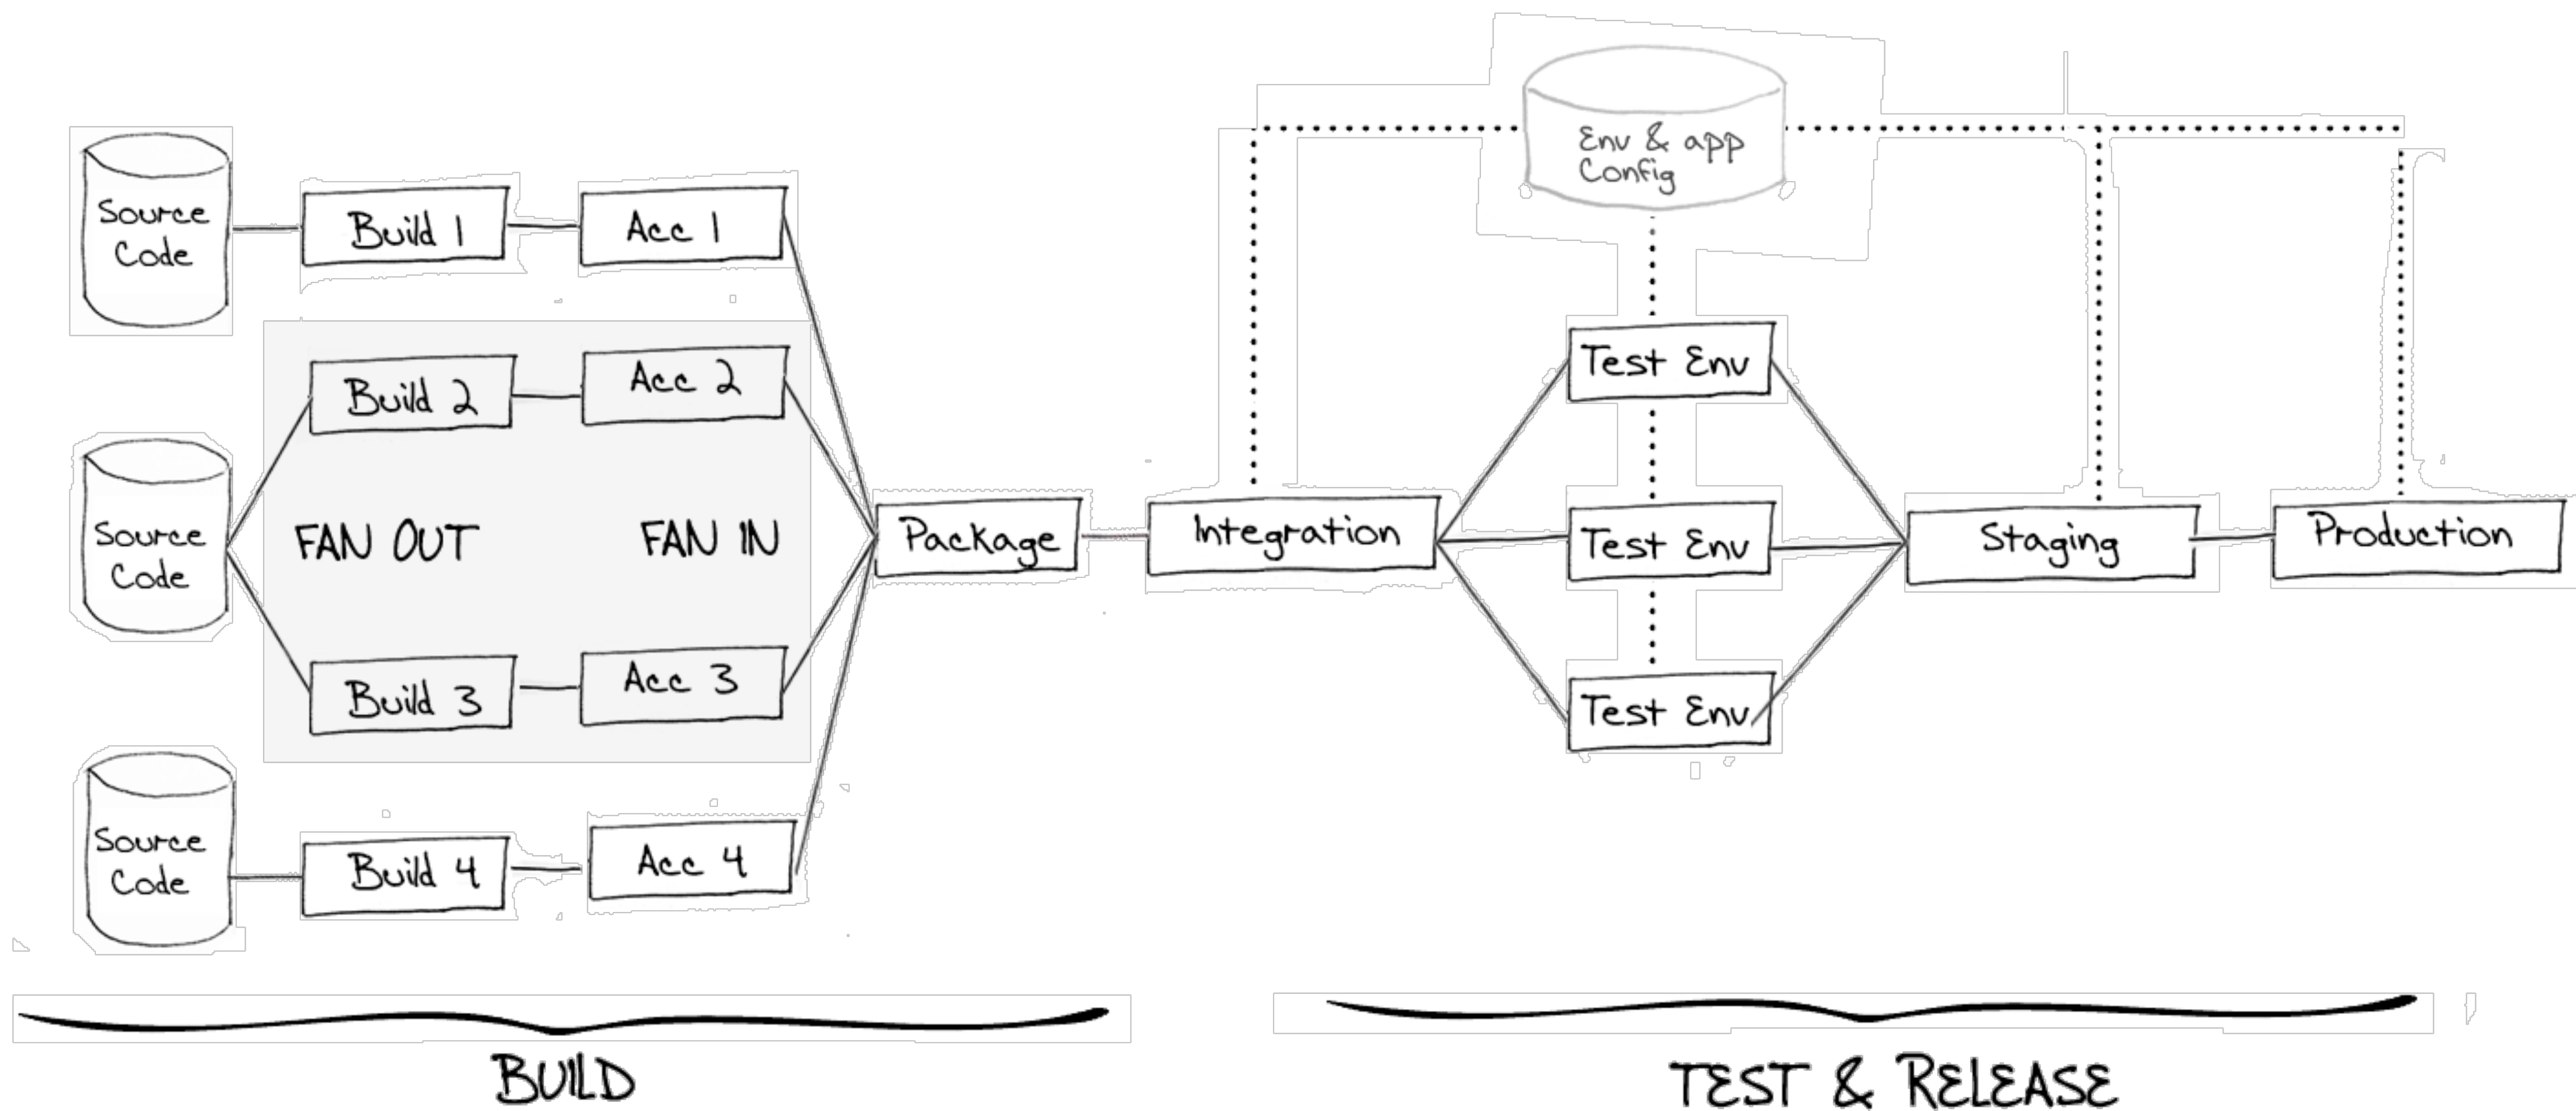 Source
Code
Build 1
Acc 1
Env & app
Config
Build 2
Acc 2
Test Env
Source
Code
FAN OUT
FAN IN
Package
Integration
Test Env
Staging
Production
Build 3
Acc 3
Test Env
Source
Code
Build 4
Acc 4
BUILD
TEST & RELEASE